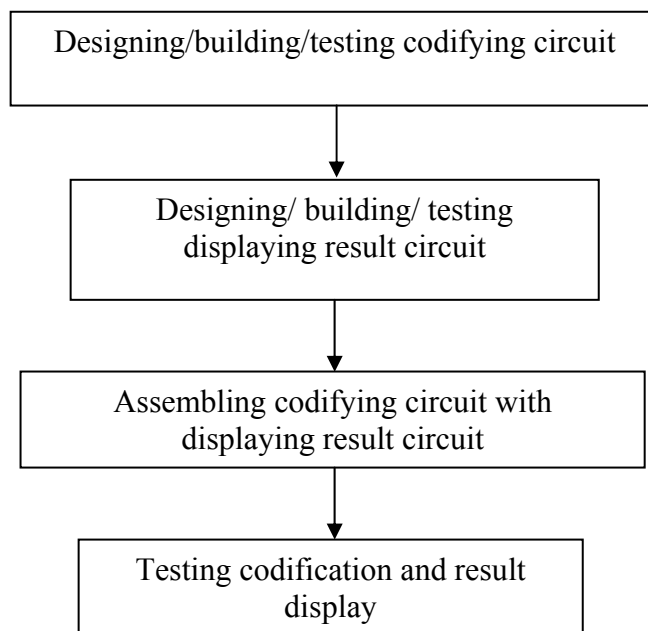 Designing/building/testing codifying circuit
Designing/ building/ testing
displaying result circuit
Assembling codifying circuit with
displaying result circuit
Testing codification and result
display